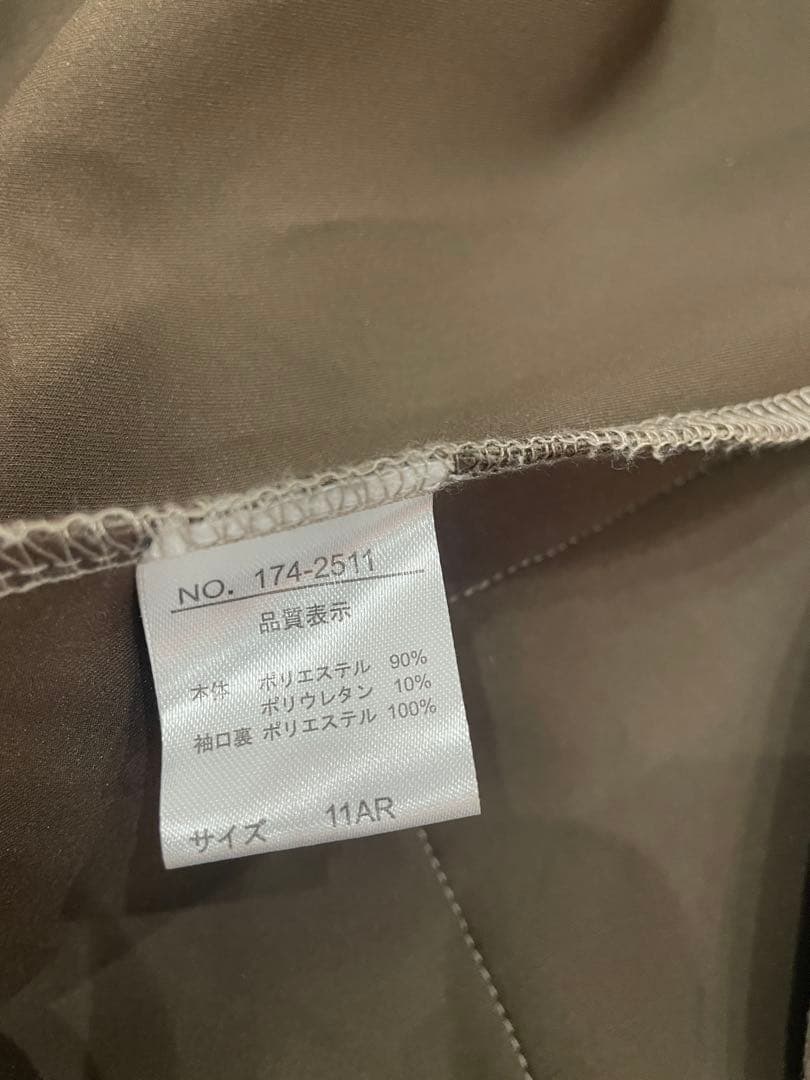 NO. 174-2511
品質表示
本体 ポリエステル 90%
ポリウレタン 10%
袖口裏 ポリエステル 100%
サイズ 11AR